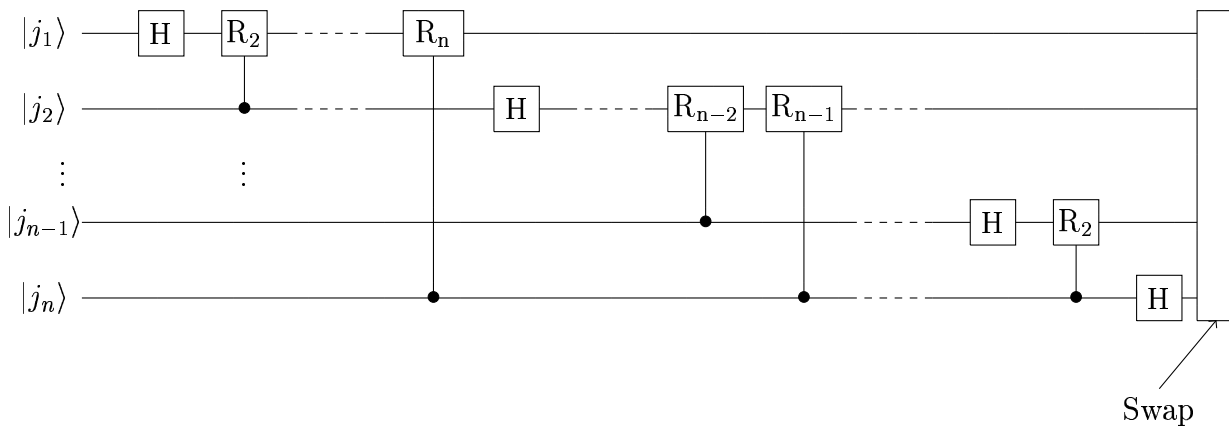 |j₁⟩ H R₂ Rₙ
|j₂⟩ H Rₙ₋₂ Rₙ₋₁
⋮ ⋮
|jₙ₋₁⟩ H R₂
|jₙ⟩ H
Swap